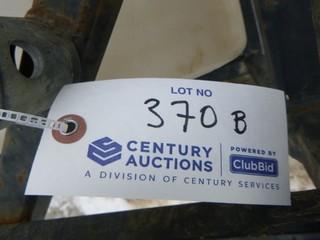 LOT NO
370 B
CENTURY AUCTIONS
POWERED BY
ClubBid
A DIVISION OF CENTURY SERVICES